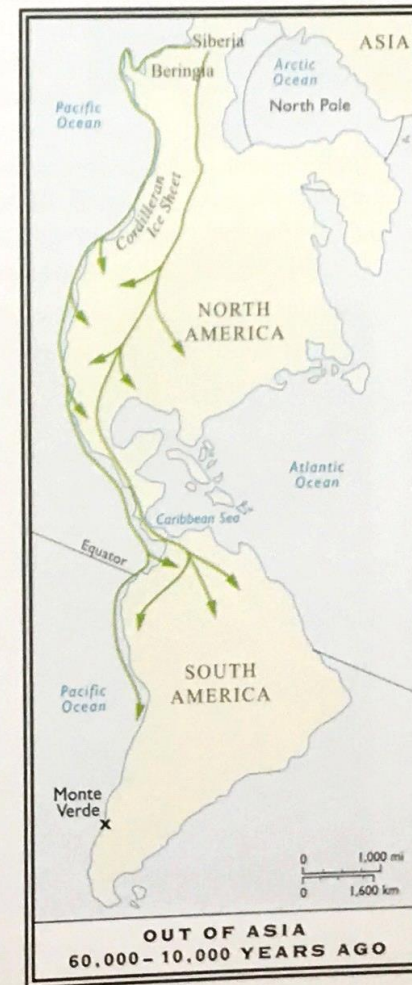 Siberia
ASIA
Beringia
Arctic
Ocean
North Pale
Pacific
Ocean
Cordilleran
Ice Sheet
NORTH
AMERICA
Atlantic
Ocean
Caribbean Sea
Equator
SOUTH
AMERICA
Pacific
Ocean
Monte
Verde
x
0 1,000 mi
0 1,600 km
OUT OF ASIA
60,000–10,000 YEARS AGO